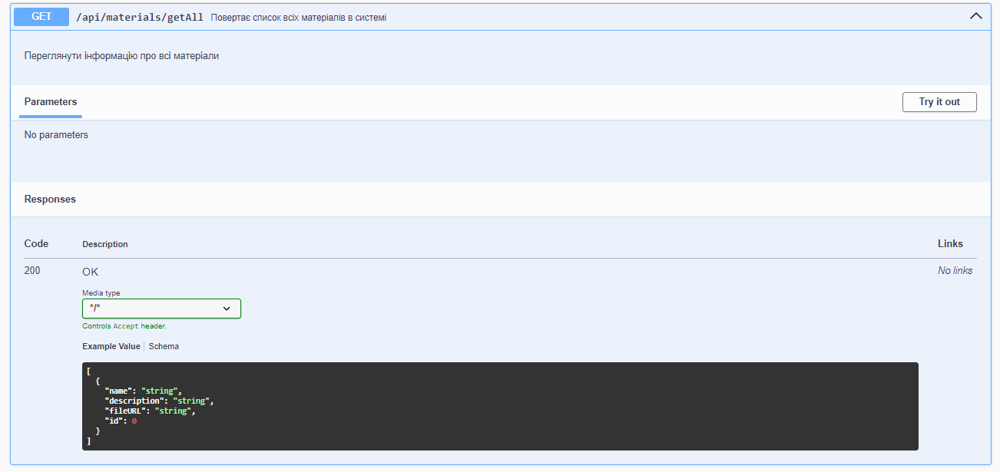 GET /api/materials/getAll Повертає список всіх матеріалів в системі
Переглянути інформацію про всі матеріали
Parameters Try it out
No parameters
Responses
Code Description Links
200 OK No links
Media type
*/*
Controls Accept header.
Example Value Schema
[
{
"name": "string",
"description": "string",
"fileURL": "string",
"id": 0
}
]